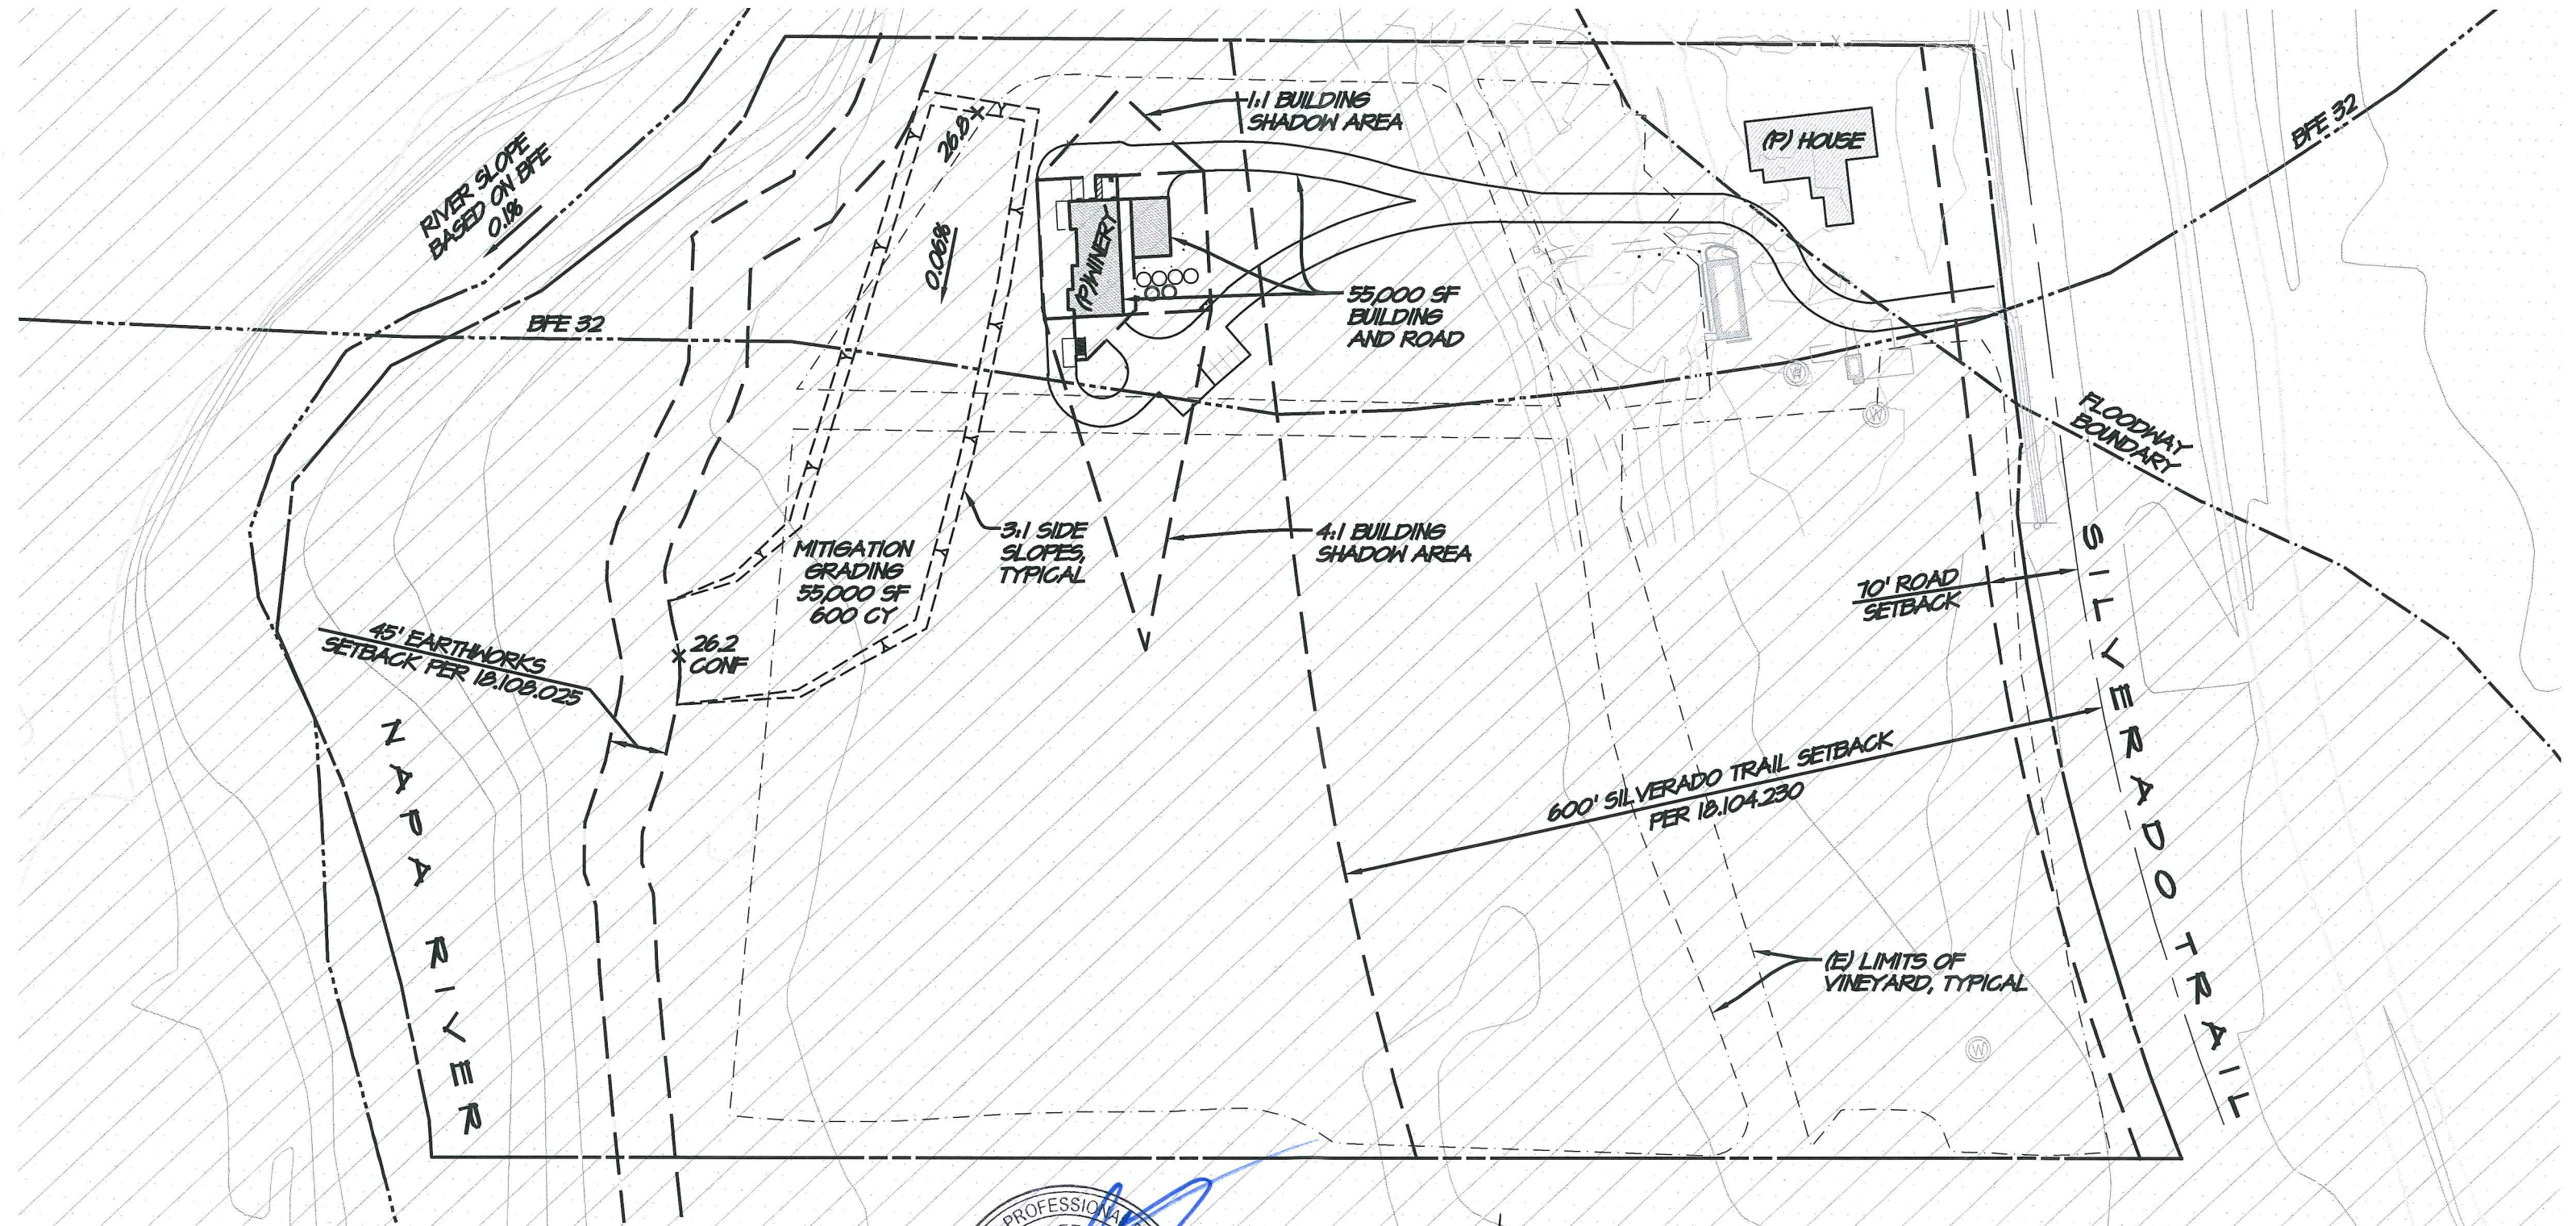 1:1 BUILDING
SHADOW AREA
26.8
(P) HOUSE
BFE 32
RIVER SLOPE
BASED ON BFE
0.1%
0.06%
(P)WINERY
55,000 SF
BUILDING
AND ROAD
BFE 32
FLOODWAY
BOUNDARY
W
W
3:1 SIDE
SLOPES,
TYPICAL
4:1 BUILDING
SHADOW AREA
MITIGATION
GRADING
55,000 SF
600 CY
70' ROAD
SETBACK
45' EARTHWORKS
SETBACK PER 18.108.025
26.2
CONF
600' SILVERADO TRAIL SETBACK
PER 18.104.230
NAPA RIVER
SILVERADO TRAIL
(E) LIMITS OF
VINEYARD, TYPICAL
W
PROFESSIONA